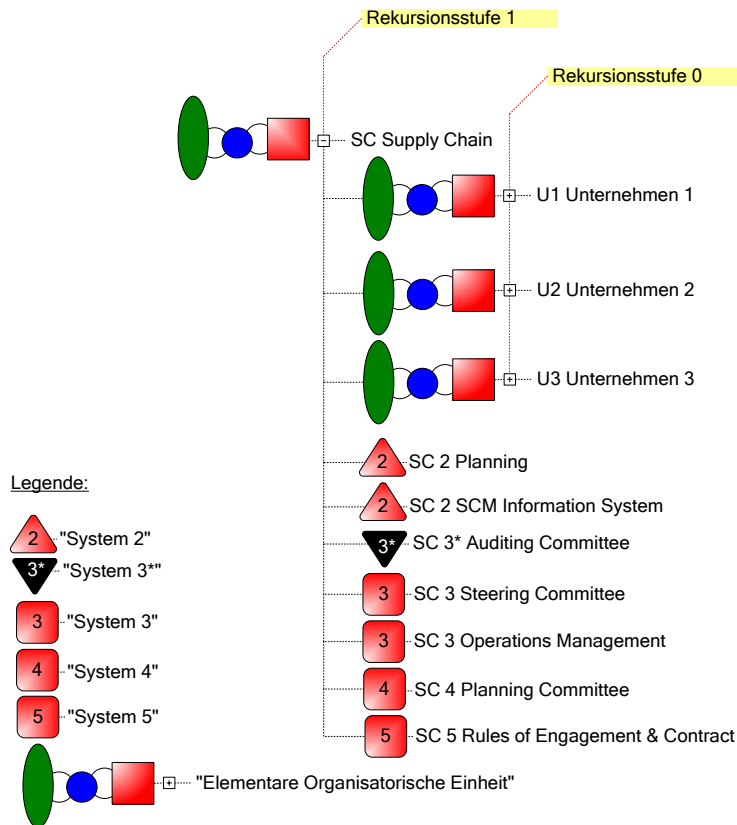 Rekursionsstufe 1
Rekursionsstufe 0
SC Supply Chain
U1 Unternehmen 1
U2 Unternehmen 2
U3 Unternehmen 3
2 SC 2 Planning
2 SC 2 SCM Information System
3* SC 3* Auditing Committee
3 SC 3 Steering Committee
3 SC 3 Operations Management
4 SC 4 Planning Committee
5 SC 5 Rules of Engagement & Contract
Legende:
2 "System 2"
3* "System 3*"
3 "System 3"
4 "System 4"
5 "System 5"
"Elementare Organisatorische Einheit"